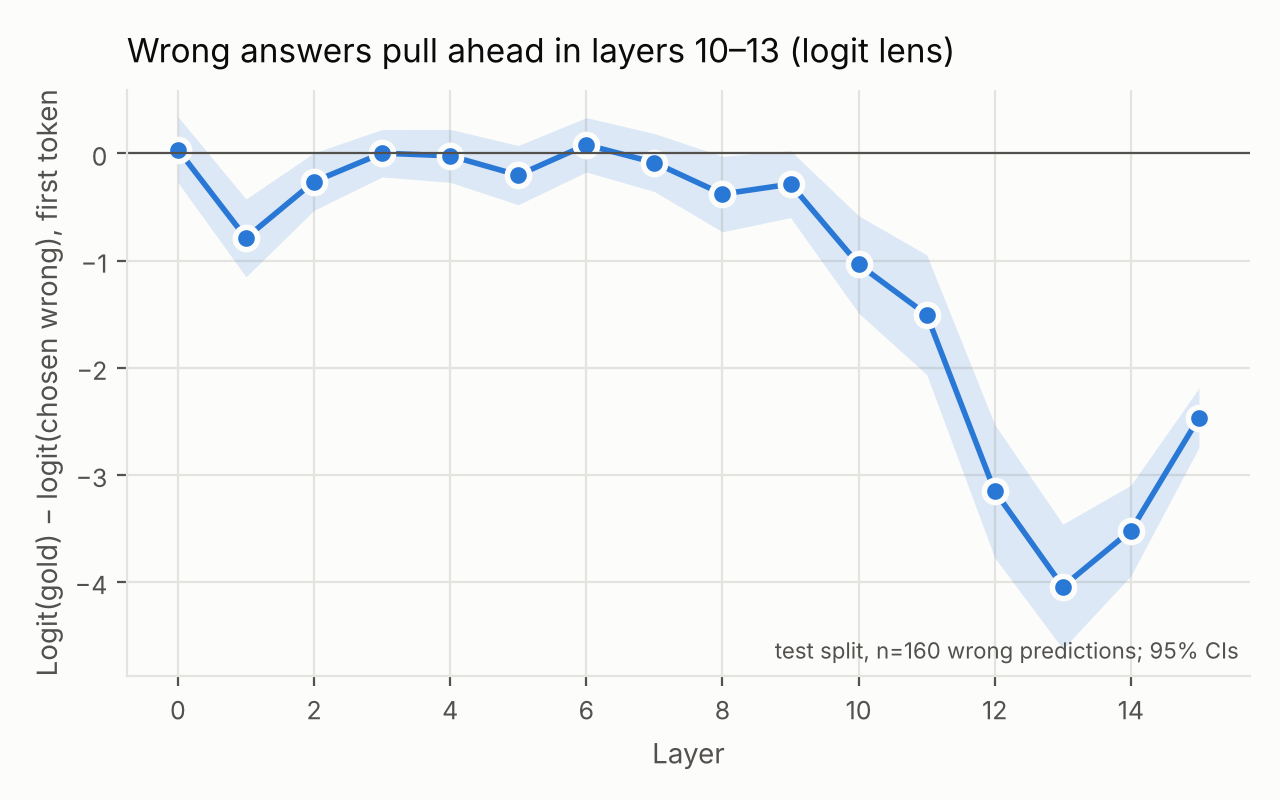 Wrong answers pull ahead in layers 10–13 (logit lens)
Logit(gold) − logit(chosen wrong), first token
0
−1
−2
−3
−4
test split, n=160 wrong predictions; 95% CIs
0 2 4 6 8 10 12 14
Layer